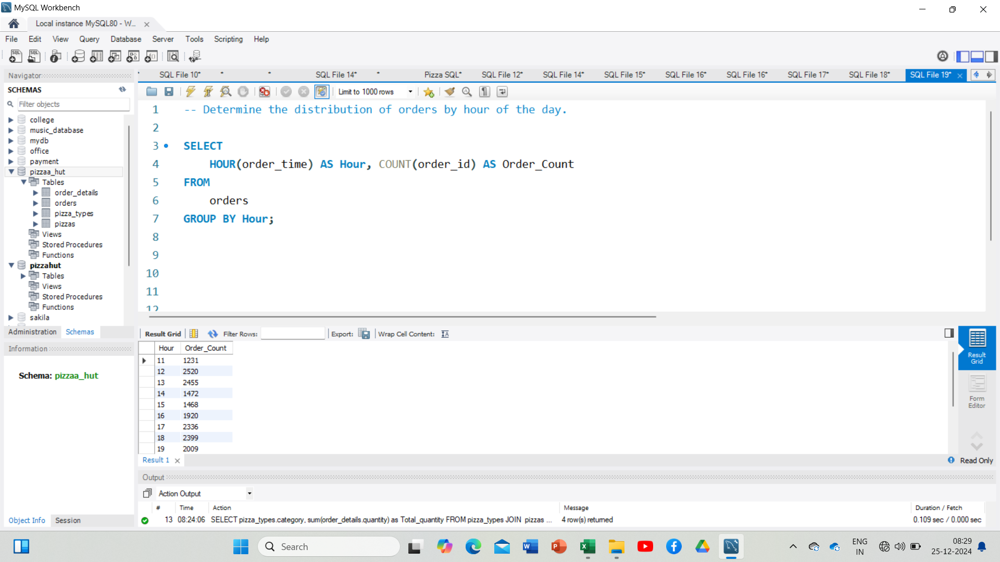 MySQL Workbench
Local instance MySQL80 - W...
File Edit View Query Database Server Tools Scripting Help
Navigator
SCHEMAS
Filter objects
college
music_database
mydb
office
payment
pizzaa_hut
Tables
order_details
orders
pizza_types
pizzas
Views
Stored Procedures
Functions
pizzahut
Tables
Views
Stored Procedures
Functions
sakila
Administration Schemas
Information
Schema: pizzaa_hut
Object Info Session
SQL File 10* * * SQL File 14* * Pizza SQL* SQL File 12* SQL File 14* SQL File 15* SQL File 16* SQL File 16* SQL File 17* SQL File 18* SQL File 19*
Limit to 1000 rows
1 -- Determine the distribution of orders by hour of the day.
2
3 SELECT
4 HOUR(order_time) AS Hour, COUNT(order_id) AS Order_Count
5 FROM
6 orders
7 GROUP BY Hour;
8
9
10
11
12
Result Grid Filter Rows: Export: Wrap Cell Content:
Hour Order_Count
11 1231
12 2520
13 2455
14 1472
15 1468
16 1920
17 2336
18 2399
19 2009
Result Grid
Form Editor
Result 1
Read Only
Output
Action Output
# Time Action Message Duration / Fetch
13 08:24:06 SELECT pizza_types.category, sum(order_details.quantity) as Total_quantity FROM pizza_types JOIN pizzas ... 4 row(s) returned 0.109 sec / 0.000 sec
Search
ENG
IN
08:29
25-12-2024